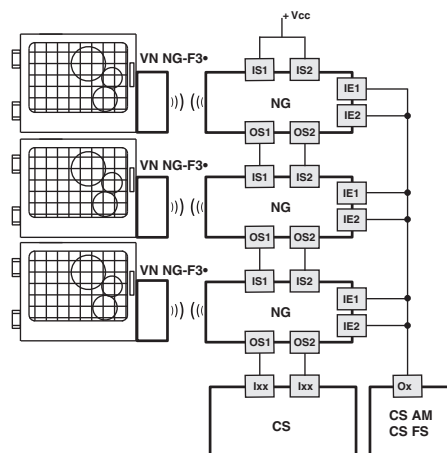 + Vcc
VN NG-F3•
IS1 IS2
NG
IE1
IE2
OS1 OS2
VN NG-F3•
IS1 IS2
NG
IE1
IE2
OS1 OS2
VN NG-F3•
IS1 IS2
NG
IE1
IE2
OS1 OS2
Ixx Ixx
CS
Ox
CS AM
CS FS